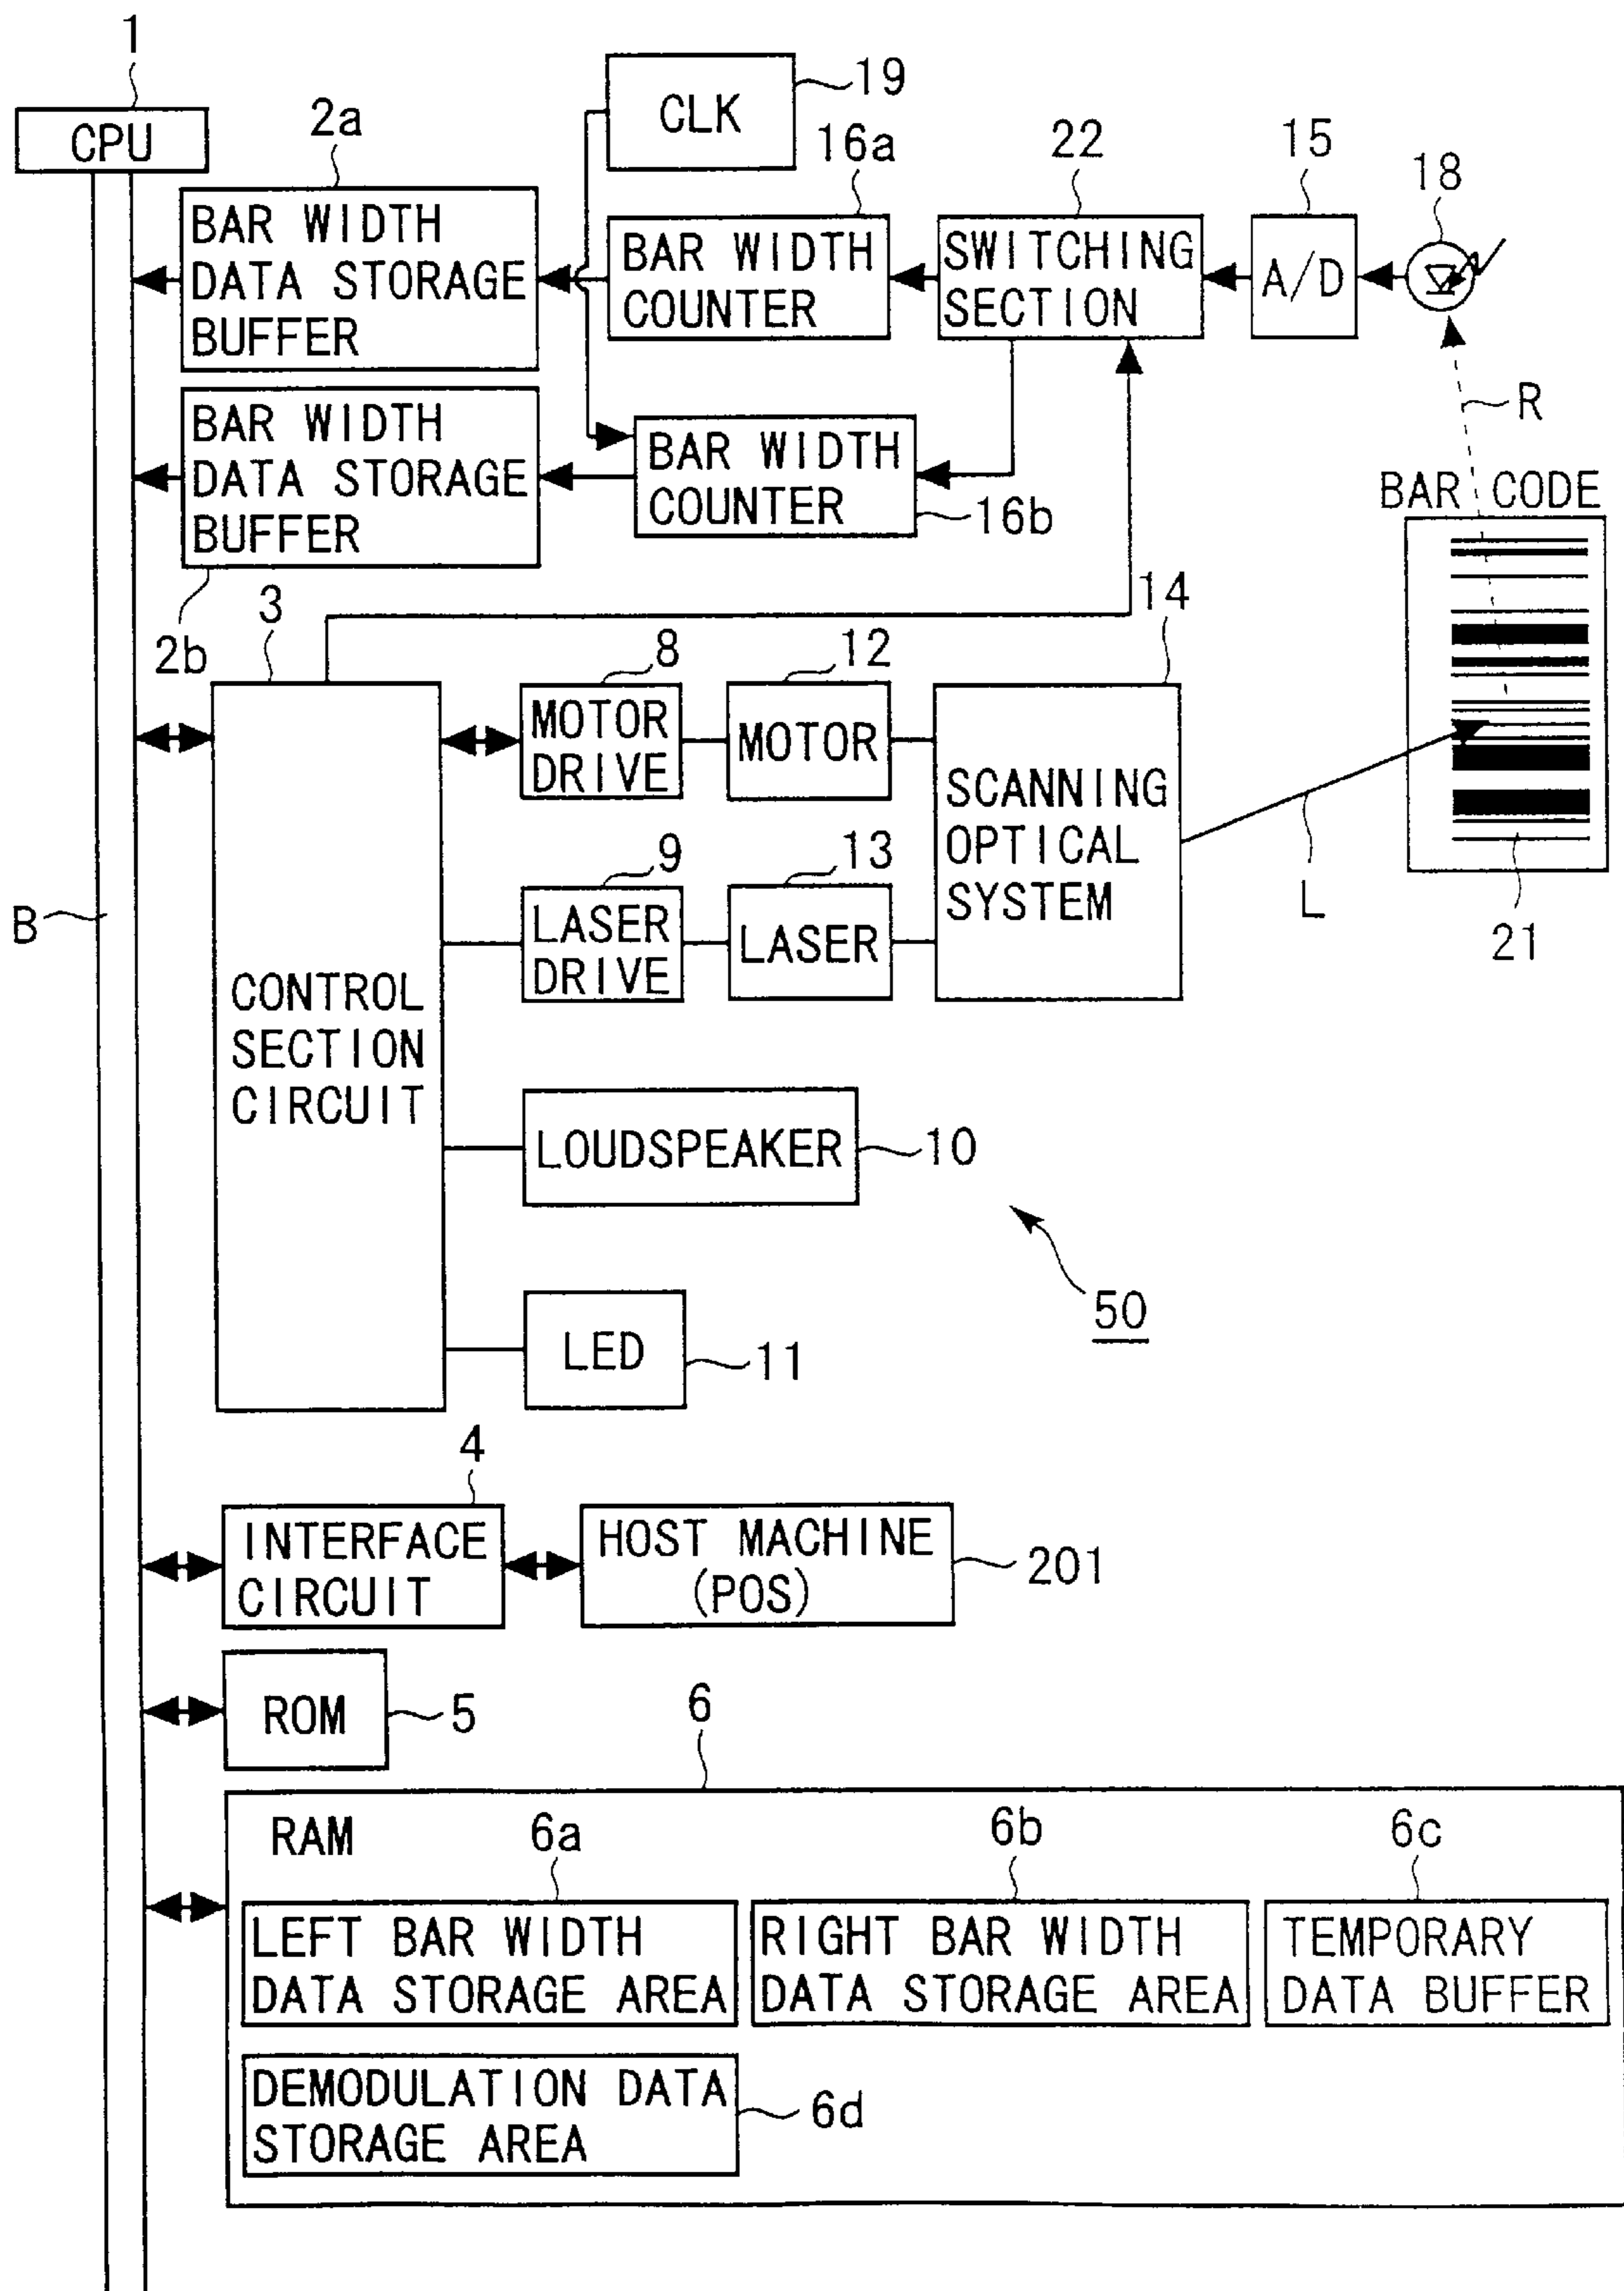 1
CPU
2a
CLK
19
16a
22
15
18
BAR WIDTH
DATA STORAGE
BUFFER
BAR WIDTH
COUNTER
SWITCHING
SECTION
A/D
BAR WIDTH
DATA STORAGE
BUFFER
BAR WIDTH
COUNTER
16b
R
BAR CODE
2b
3
8
12
14
MOTOR
DRIVE
MOTOR
SCANNING
OPTICAL
SYSTEM
9
13
LASER
DRIVE
LASER
L
21
B
CONTROL
SECTION
CIRCUIT
LOUDSPEAKER
10
50
LED
11
4
INTERFACE
CIRCUIT
HOST MACHINE
(POS)
201
ROM
5
6
RAM
6a
6b
6c
LEFT BAR WIDTH
DATA STORAGE AREA
RIGHT BAR WIDTH
DATA STORAGE AREA
TEMPORARY
DATA BUFFER
DEMODULATION DATA
STORAGE AREA
6d